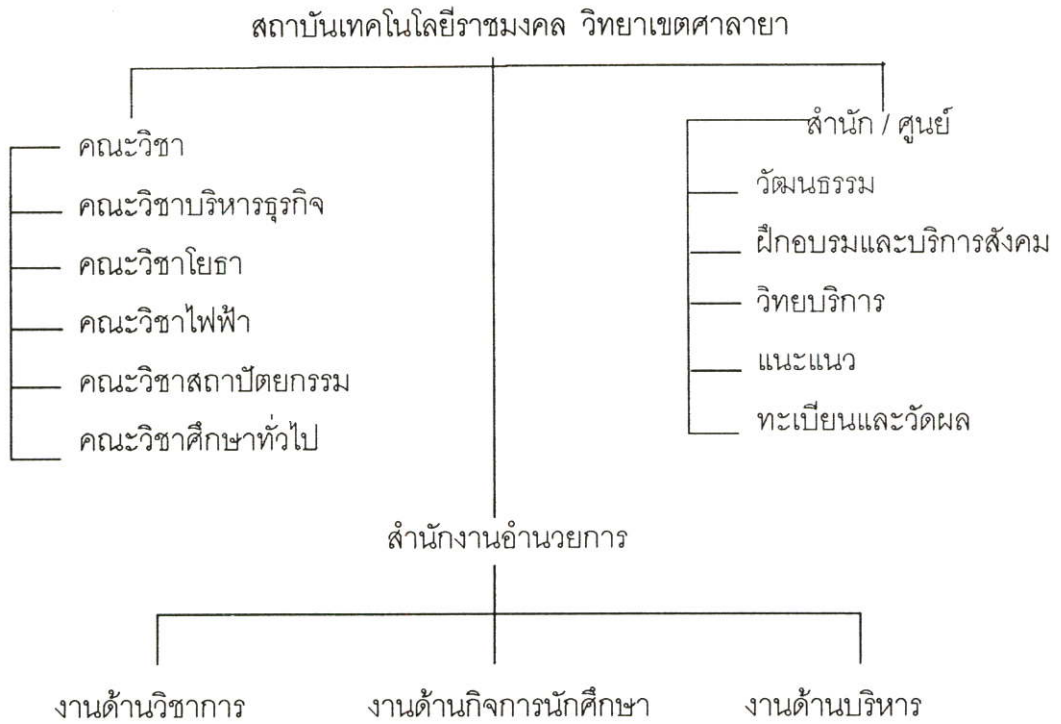 สถาบันเทคโนโลยีราชมงคล วิทยาเขตศาลายา
คณะวิชา
คณะวิชาบริหารธุรกิจ
คณะวิชาโยธา
คณะวิชาไฟฟ้า
คณะวิชาสถาปัตยกรรม
คณะวิชาศึกษาทั่วไป
สำนัก / ศูนย์
วัฒนธรรม
ฝึกอบรมและบริการสังคม
วิทยบริการ
แนะแนว
ทะเบียนและวัดผล
สำนักงานอำนวยการ
งานด้านวิชาการ
งานด้านกิจการนักศึกษา
งานด้านบริหาร